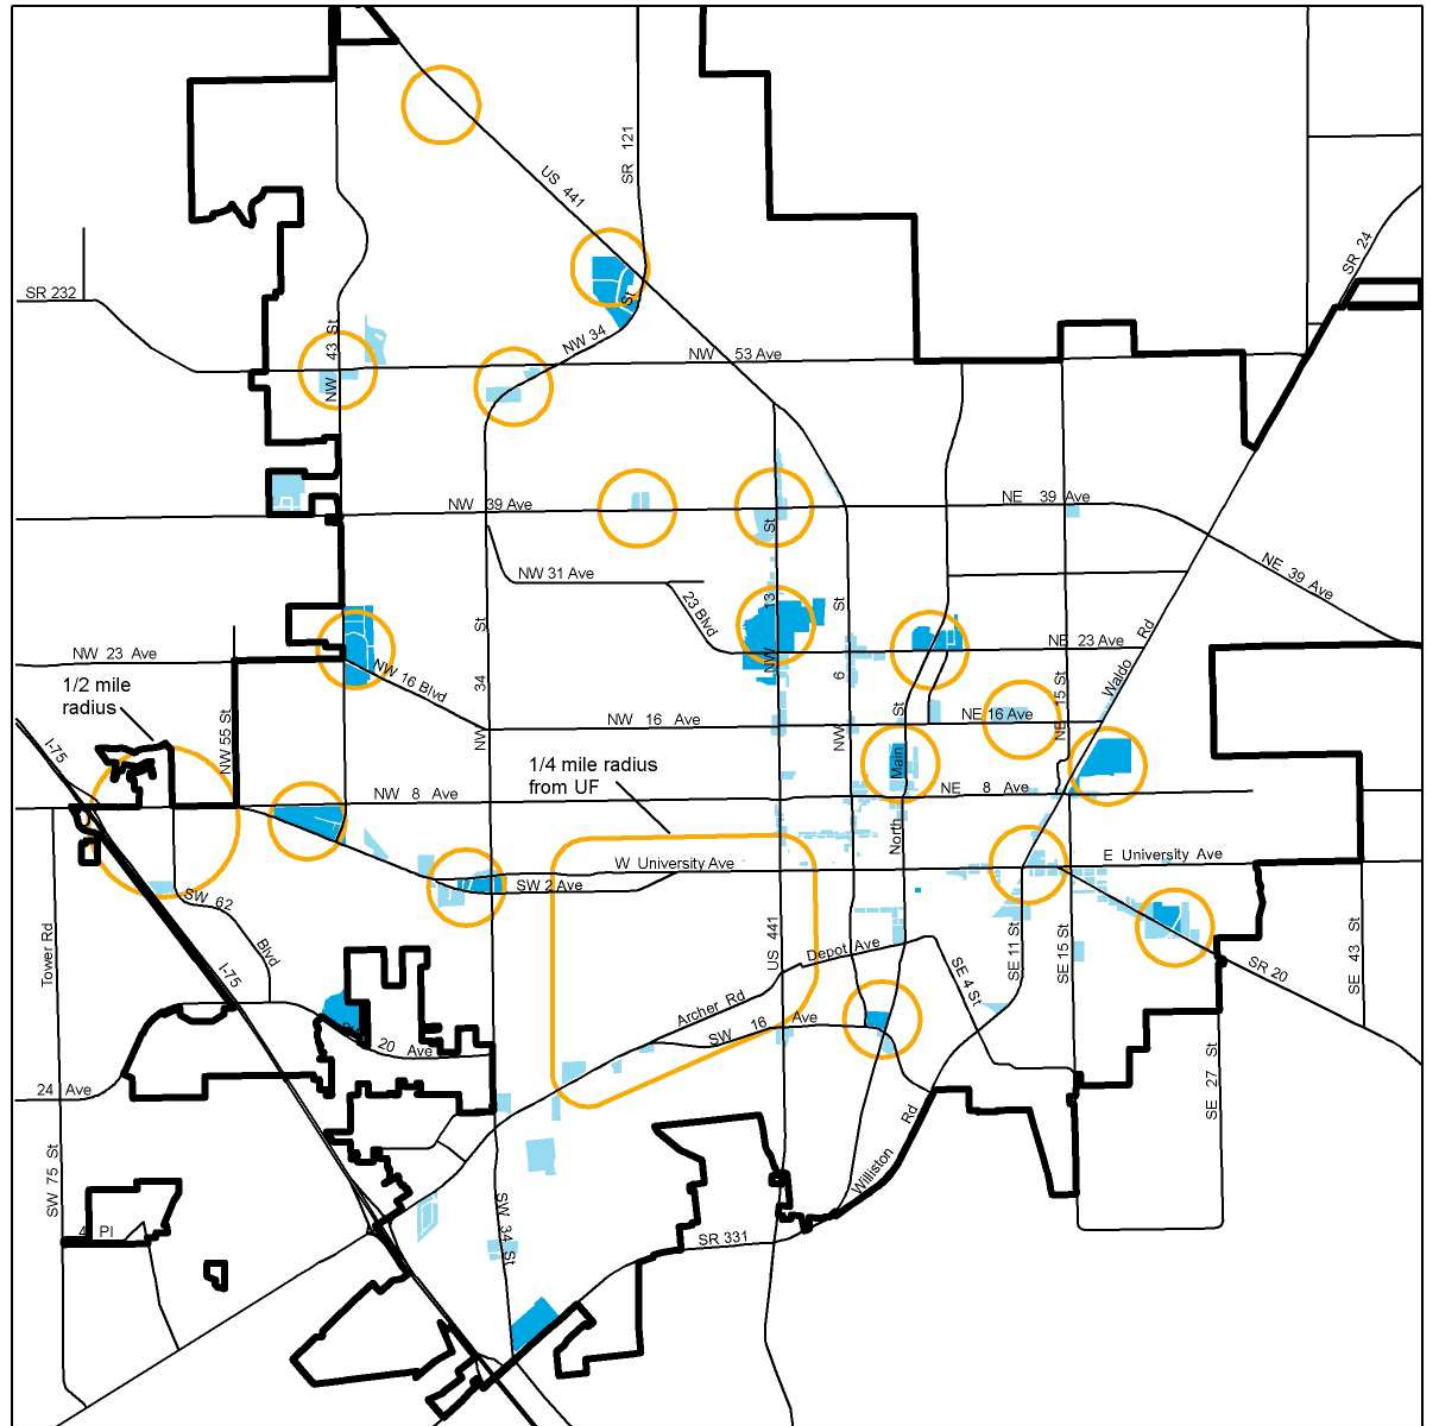 US 441
SR 121
SR 24
SR 232
NW 43 St
NW 34 St
NW 53 Ave
NW 39 Ave
NE 39 Ave
NE 39 Ave
NW 31 Ave
23 Blvd
NW 13 St
NW 6 St
NW 34 St
NW 23 Ave
NE 23 Ave
Waldo Rd
NW 16 Blvd
1/2 mile
radius
NW 55 St
I-75
NW 16 Ave
NE 16 Ave
NE 15 St
North Main St
1/4 mile radius
from UF
NW 8 Ave
NE 8 Ave
W University Ave
E University Ave
SW 2 Ave
SW 62 Blvd
Tower Rd
I-75
US 441
Depot Ave
SE 4 St
SE 11 St
SE 15 St
SR 20
SE 43 St
Archer Rd
SW 16 Ave
20 Ave
24 Ave
SE 27 St
SW 75 St
Williston Rd
SW 34 St
SR 331
Pl